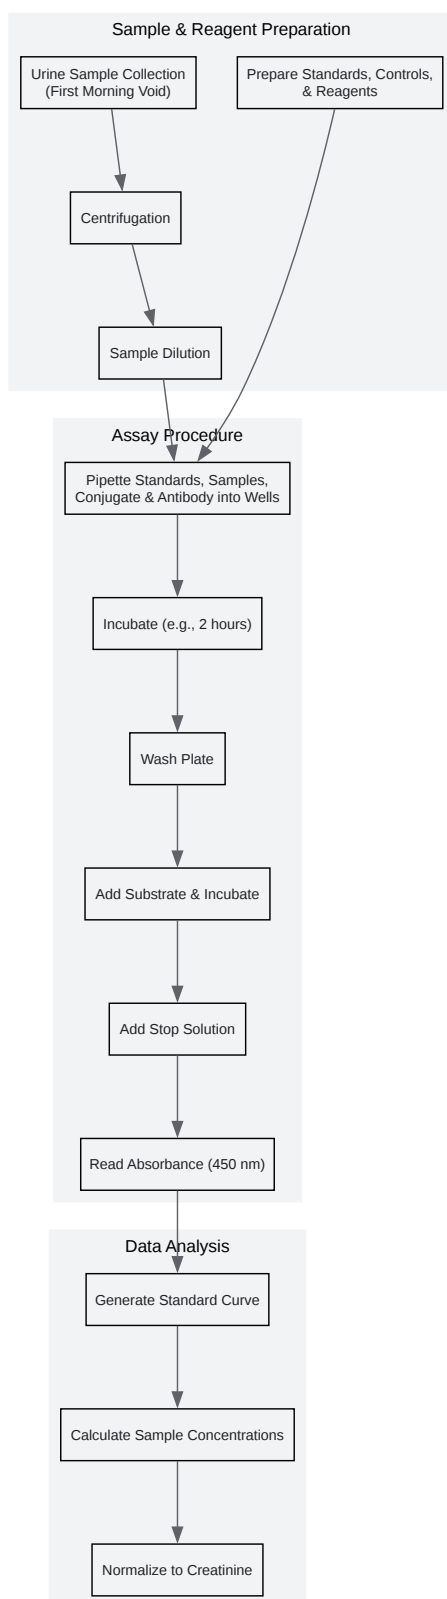 Sample & Reagent Preparation
Urine Sample Collection
(First Morning Void)
Prepare Standards, Controls,
& Reagents
Centrifugation
Sample Dilution
Assay Procedure
Pipette Standards, Samples,
Conjugate & Antibody into Wells
Incubate (e.g., 2 hours)
Wash Plate
Add Substrate & Incubate
Add Stop Solution
Read Absorbance (450 nm)
Data Analysis
Generate Standard Curve
Calculate Sample Concentrations
Normalize to Creatinine